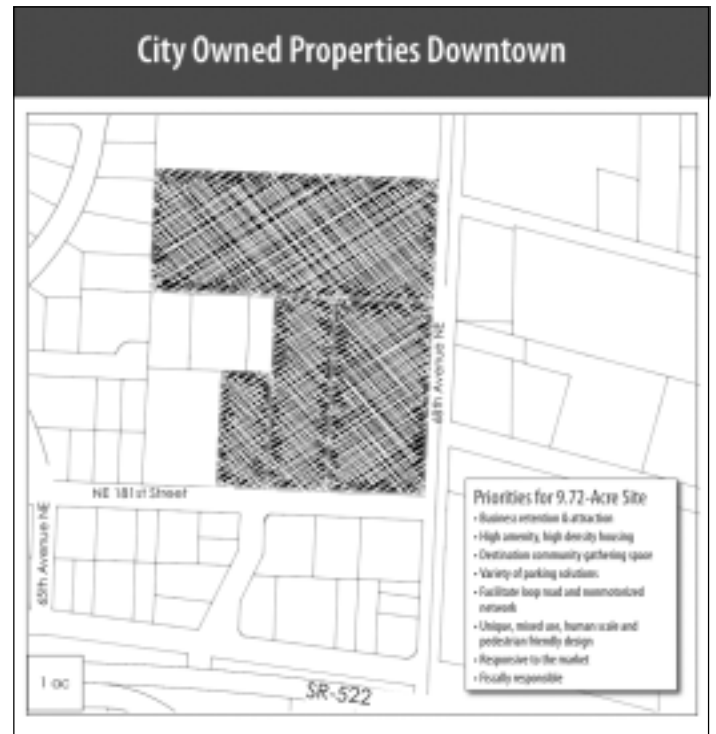 City Owned Properties Downtown
68th Avenue NE
NE 181st Street
65th Avenue NE
Priorities for 9.72-Acre Site
• Business retention & attraction
• High amenity, high density housing
• Destination community gathering space
• Variety of parking solutions
• Facilitate loop road and nonmotorized
network
• Unique, mixed use, human scale and
pedestrian friendly design
• Responsive to the market
• Fiscally responsible
1 ac
SR-522